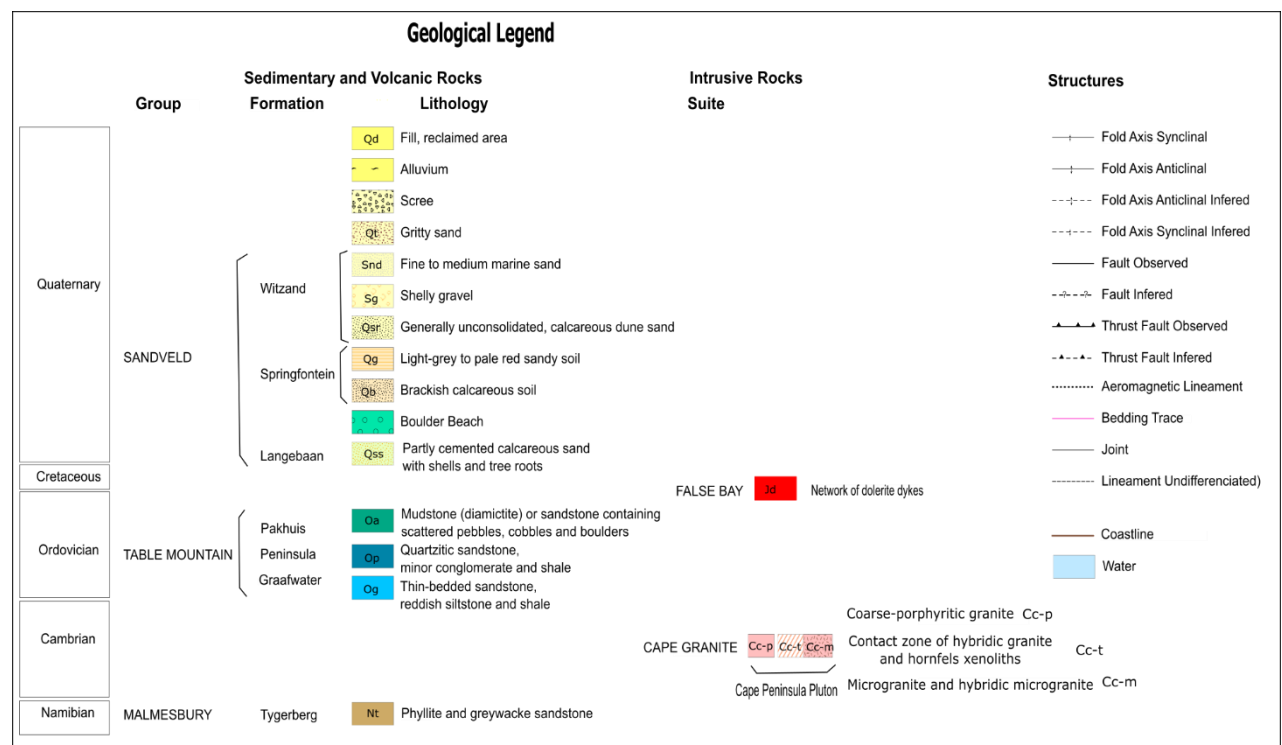 Geological Legend
Sedimentary and Volcanic Rocks
Intrusive Rocks
Structures
Group
Formation
Lithology
Suite
Quaternary
Qd Fill, reclaimed area
Alluvium
Scree
Qt Gritty sand
SANDVELD
Witzand
Snd Fine to medium marine sand
Sg Shelly gravel
Qsr Generally unconsolidated, calcareous dune sand
Springfontein
Qg Light-grey to pale red sandy soil
Qb Brackish calcareous soil
Boulder Beach
Langebaan
Qss Partly cemented calcareous sand
with shells and tree roots
Cretaceous
FALSE BAY Jd Network of dolerite dykes
Ordovician
TABLE MOUNTAIN
Pakhuis
Oa Mudstone (diamictite) or sandstone containing
scattered pebbles, cobbles and boulders
Peninsula
Op Quartzitic sandstone,
minor conglomerate and shale
Graafwater
Og Thin-bedded sandstone,
reddish siltstone and shale
Cambrian
CAPE GRANITE Cc-p Cc-t Cc-m
Cape Peninsula Pluton
Coarse-porphyritic granite Cc-p
Contact zone of hybridic granite
and hornfels xenoliths Cc-t
Microgranite and hybridic microgranite Cc-m
Namibian
MALMESBURY
Tygerberg
Nt Phyllite and greywacke sandstone
Fold Axis Synclinal
Fold Axis Anticlinal
Fold Axis Anticlinal Infered
Fold Axis Synclinal Infered
Fault Observed
-?--?- Fault Infered
Thrust Fault Observed
Thrust Fault Infered
Aeromagnetic Lineament
Bedding Trace
Joint
Lineament Undifferenciated)
Coastline
Water